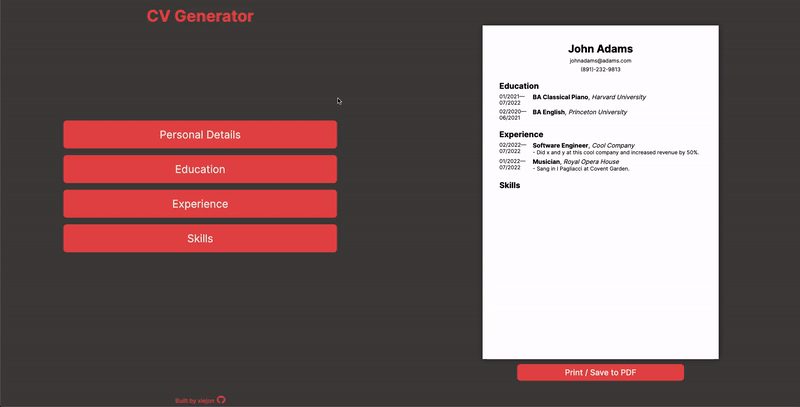 CV Generator
Personal Details
Education
Experience
Skills
Built by xiejon
John Adams
johnadams@adams.com
(891)-232-9813
Education
01/2021—
07/2022
BA Classical Piano, Harvard University
02/2020—
06/2021
BA English, Princeton University
Experience
02/2022—
07/2022
Software Engineer, Cool Company
- Did x and y at this cool company and increased revenue by 50%.
01/2022—
07/2022
Musician, Royal Opera House
- Sang in I Pagliacci at Covent Garden.
Skills
Print / Save to PDF